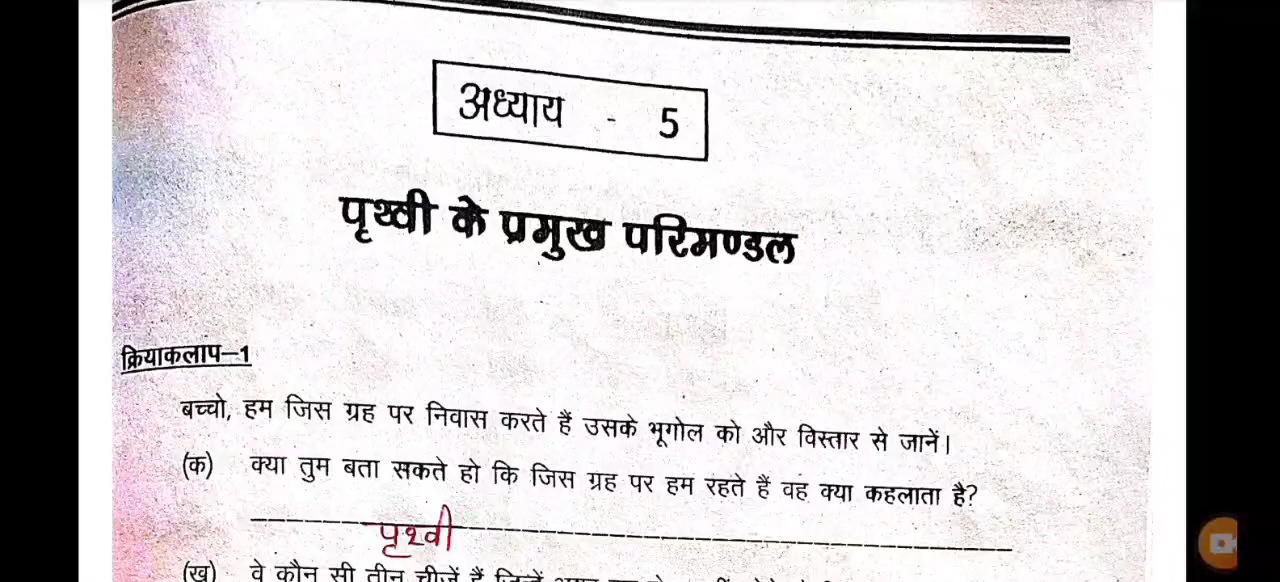 अध्याय - 5
पृथ्वी के प्रमुख परिमण्डल
क्रियाकलाप–1
बच्चो, हम जिस ग्रह पर निवास करते हैं उसके भूगोल को और विस्तार से जानें।
(क) क्या तुम बता सकते हो कि जिस ग्रह पर हम रहते हैं वह क्या कहलाता है?
पृथ्वी
(ख) वे कौन सी तीन चीजें हैं जिन्हें